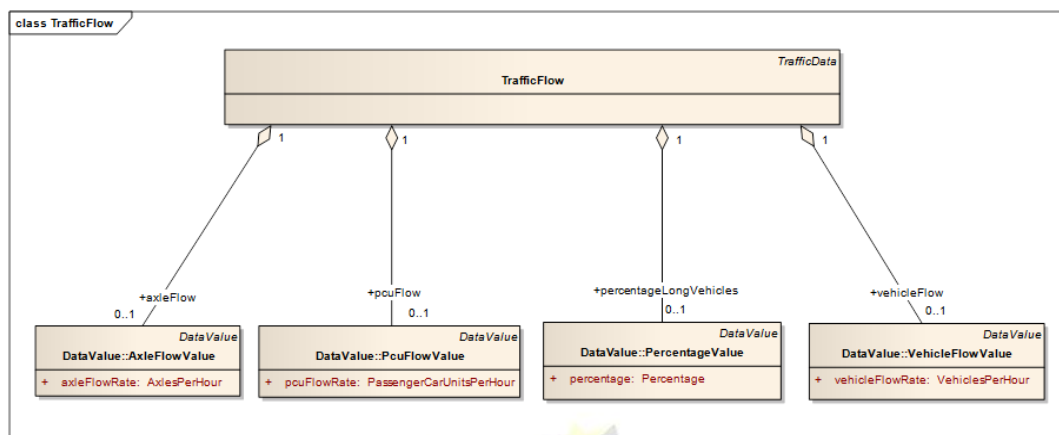 class TrafficFlow
TrafficData
TrafficFlow
1
1
1
1
+axleFlow
0..1
+pcuFlow
0..1
+percentageLongVehicles
0..1
+vehicleFlow
0..1
DataValue
DataValue::AxleFlowValue
+ axleFlowRate: AxlesPerHour
DataValue
DataValue::PcuFlowValue
+ pcuFlowRate: PassengerCarUnitsPerHour
DataValue
DataValue::PercentageValue
+ percentage: Percentage
DataValue
DataValue::VehicleFlowValue
+ vehicleFlowRate: VehiclesPerHour